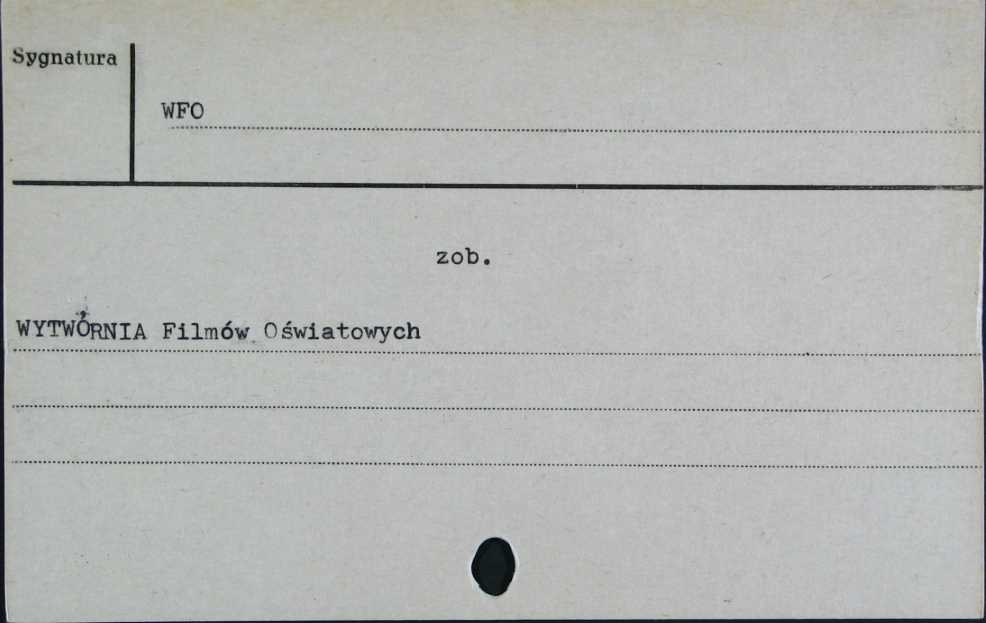 Sygnatura
WFO
zob.
WYTWÓRNIA Filmów Oświatowych